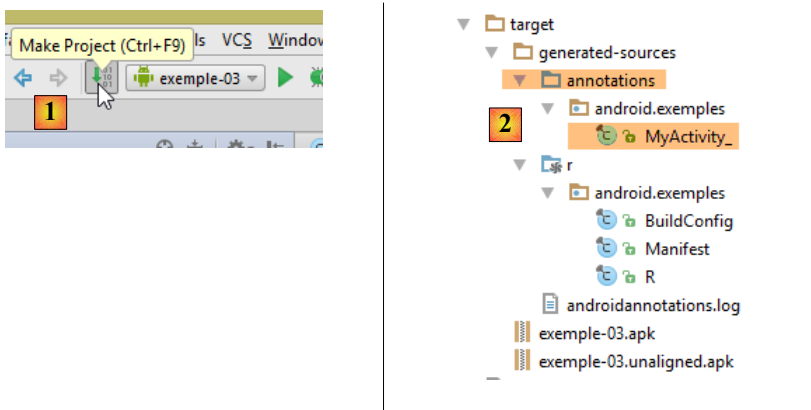 ls VCS Window
Make Project (Ctrl+F9)
exemple-03
1
target
generated-sources
annotations
android.exemples
2
MyActivity_
r
android.exemples
BuildConfig
Manifest
R
androidannotations.log
exemple-03.apk
exemple-03.unaligned.apk